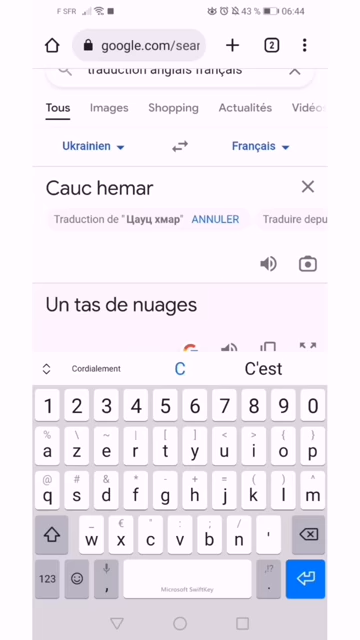 F SFR 43 % 06:44
google.com/sear 2
traduction anglais français
Tous Images Shopping Actualités Vidéos
Ukrainien Français
Cauc hemar
Traduction de "Цауц хмар" ANNULER Traduire depu
Un tas de nuages
Cordialement C C'est
1 2 3 4 5 6 7 8 9 0
% \ ~ | [ ] < > { }
a z e r t y u i o p
@ # & * - + = ( ) ^
q s d f g h j k l m
_ € " : ; /
w x c v b n '
123 , Microsoft SwiftKey ,!? .